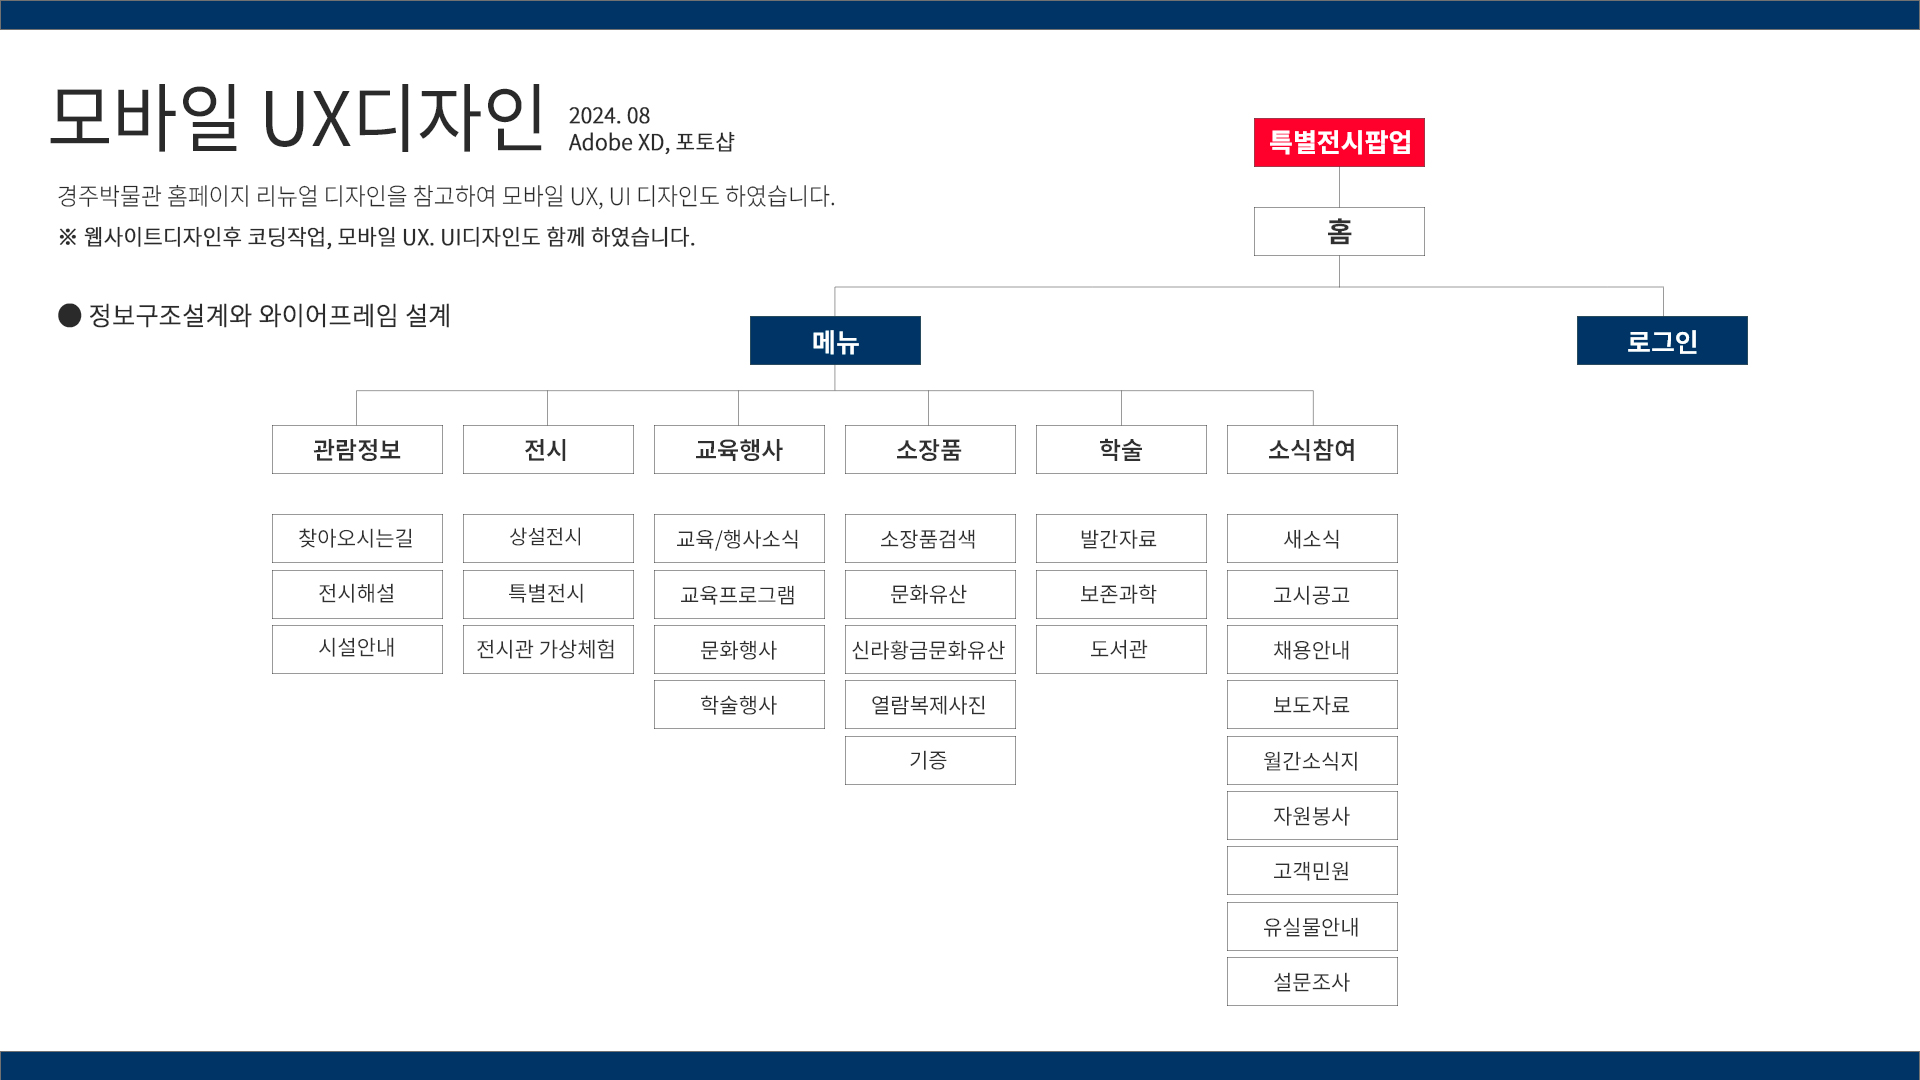 모바일 UX디자인
2024. 08
Adobe XD, 포토샵
경주박물관 홈페이지 리뉴얼 디자인을 참고하여 모바일 UX, UI 디자인도 하였습니다.
※ 웹사이트디자인후 코딩작업, 모바일 UX. UI디자인도 함께 하였습니다.
● 정보구조설계와 와이어프레임 설계
특별전시팝업
홈
메뉴
로그인
관람정보
찾아오시는길
전시해설
시설안내
전시
상설전시
특별전시
전시관 가상체험
교육행사
교육/행사소식
교육프로그램
문화행사
학술행사
소장품
소장품검색
문화유산
신라황금문화유산
열람복제사진
기증
학술
발간자료
보존과학
도서관
소식참여
새소식
고시공고
채용안내
보도자료
월간소식지
자원봉사
고객민원
유실물안내
설문조사